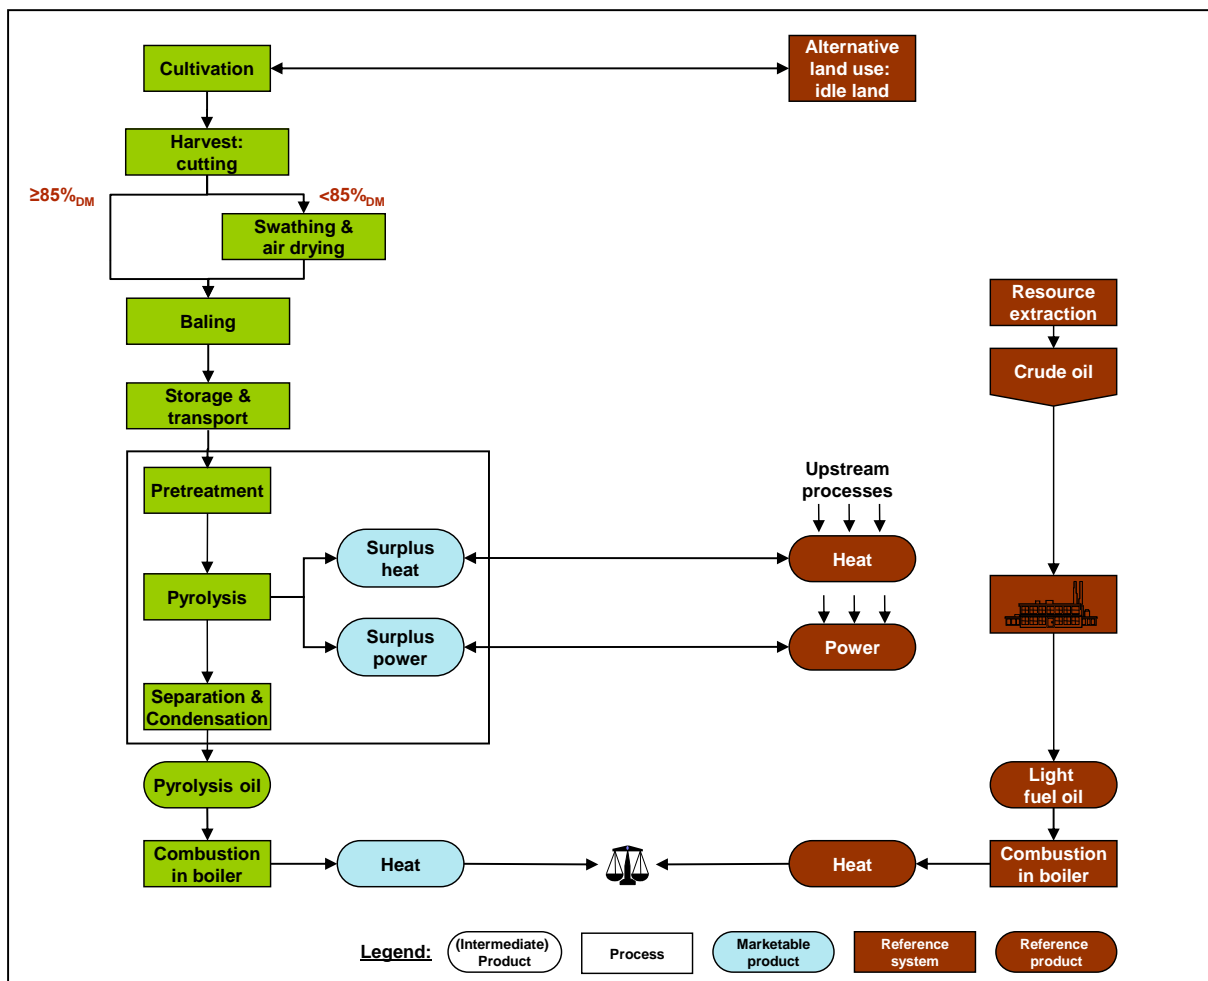 Cultivation
Alternative
land use:
idle land
Harvest:
cutting
≥85%DM
<85%DM
Swathing &
air drying
Baling
Resource
extraction
Crude oil
Storage &
transport
Pretreatment
Upstream
processes
Surplus
heat
Heat
Pyrolysis
Surplus
power
Power
Separation &
Condensation
Pyrolysis oil
Light
fuel oil
Combustion
in boiler
Heat
Heat
Combustion
in boiler
Legend:
(Intermediate)
Product
Process
Marketable
product
Reference
system
Reference
product